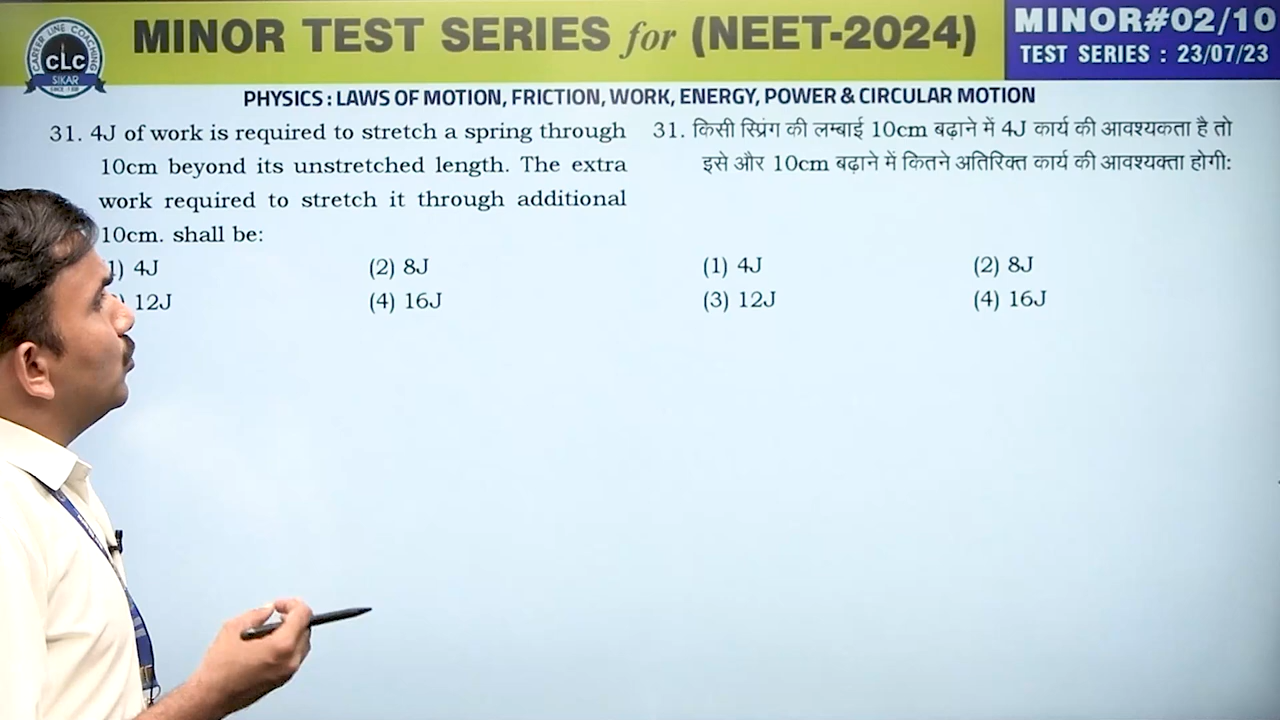 CAREER LINE COACHING
CLC
SIKAR
MINOR TEST SERIES for (NEET-2024)
MINOR#02/10
TEST SERIES : 23/07/23
PHYSICS : LAWS OF MOTION, FRICTION, WORK, ENERGY, POWER & CIRCULAR MOTION
31. 4J of work is required to stretch a spring through
10cm beyond its unstretched length. The extra
work required to stretch it through additional
10cm. shall be:
1) 4J (2) 8J
) 12J (4) 16J
31. किसी स्प्रिंग की लम्बाई 10cm बढ़ाने में 4J कार्य की आवश्यकता है तो
इसे और 10cm बढ़ाने में कितने अतिरिक्त कार्य की आवश्यक्ता होगी:
(1) 4J (2) 8J
(3) 12J (4) 16J